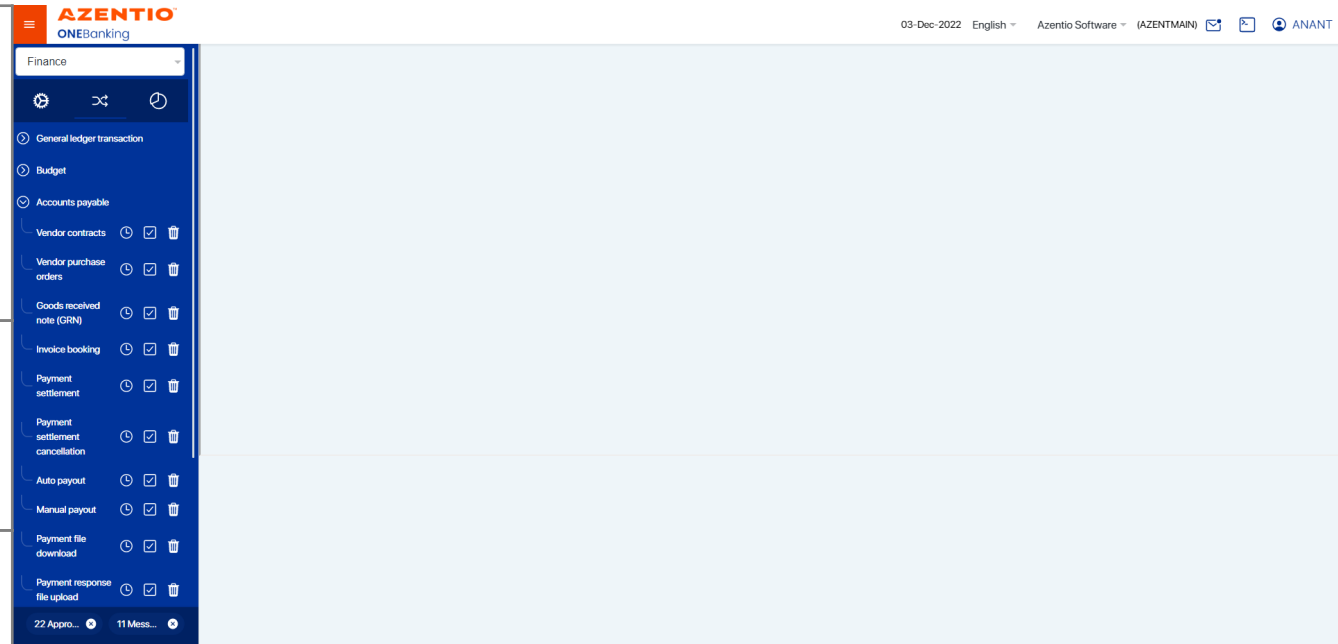 AZENTIO
ONEBanking
03-Dec-2022 English Azentio Software (AZENTMAIN) ANANT
Finance
General ledger transaction
Budget
Accounts payable
Vendor contracts
Vendor purchase
orders
Goods received
note (GRN)
Invoice booking
Payment
settlement
Payment
settlement
cancellation
Auto payout
Manual payout
Payment file
download
Payment response
file upload
22 Appro... 11 Mess...